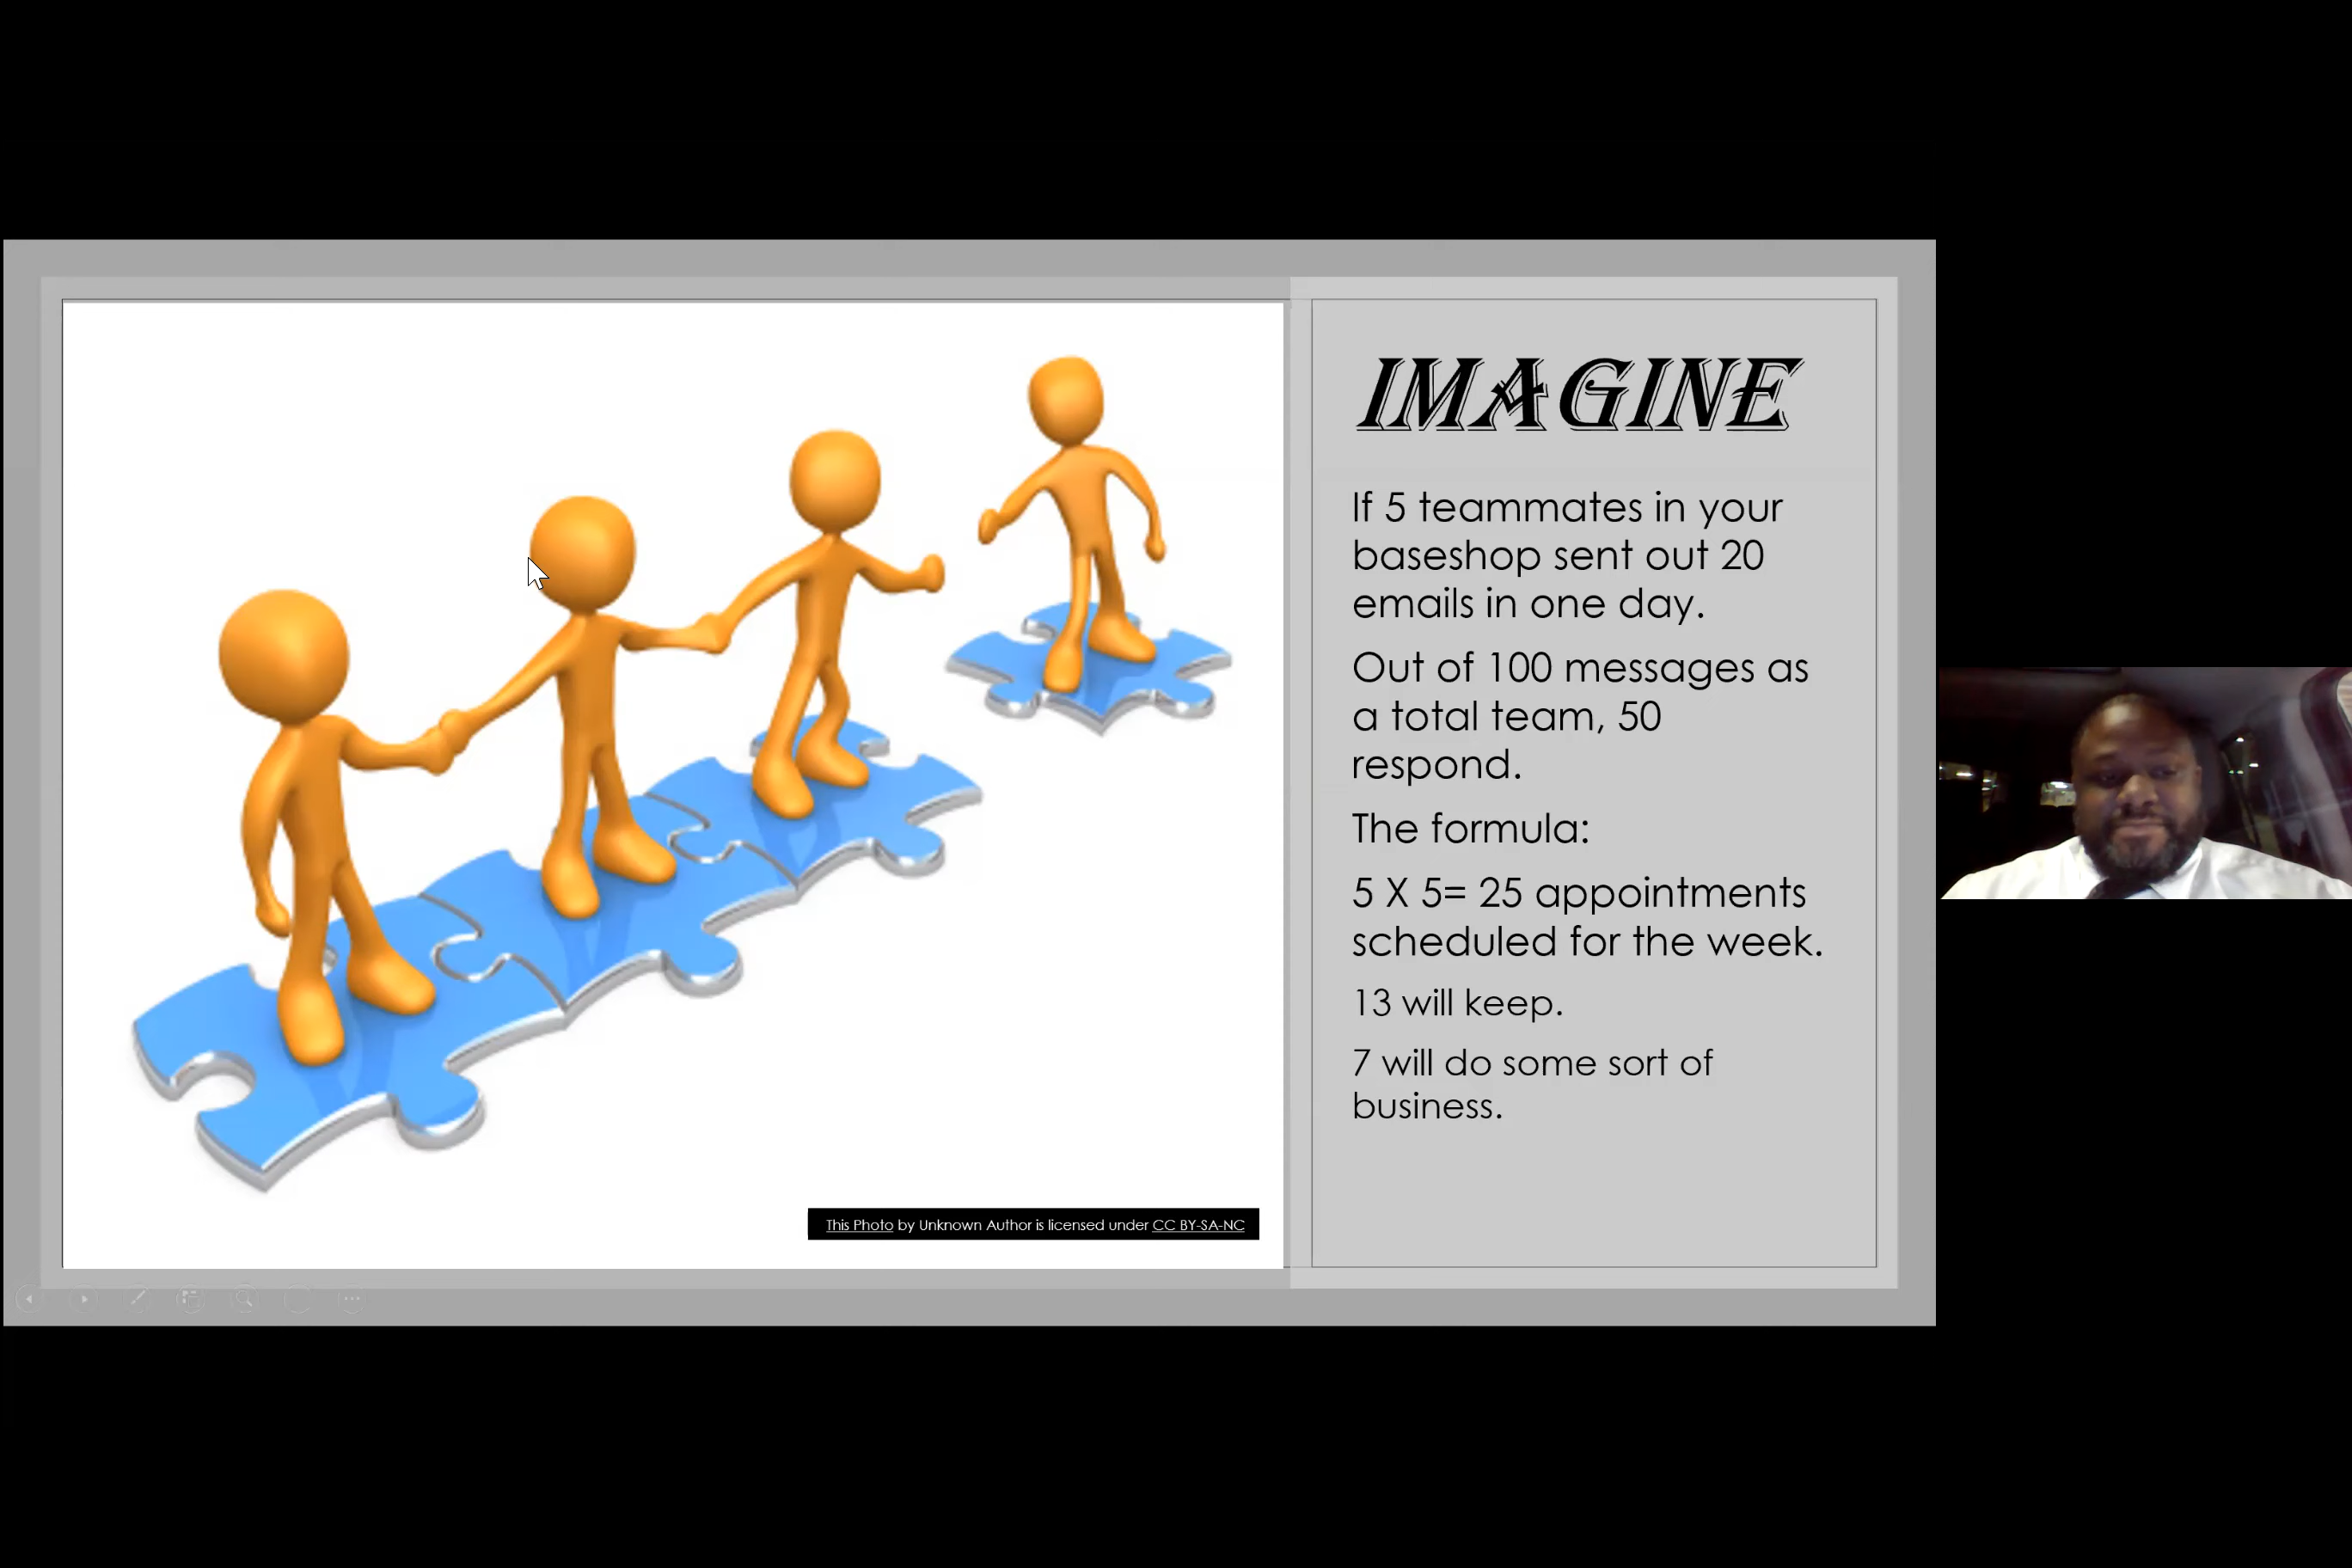 IMAGINE
If 5 teammates in your
baseshop sent out 20
emails in one day.
Out of 100 messages as
a total team, 50
respond.
The formula:
5 X 5= 25 appointments
scheduled for the week.
13 will keep.
7 will do some sort of
business.
This Photo by Unknown Author is licensed under CC BY-SA-NC